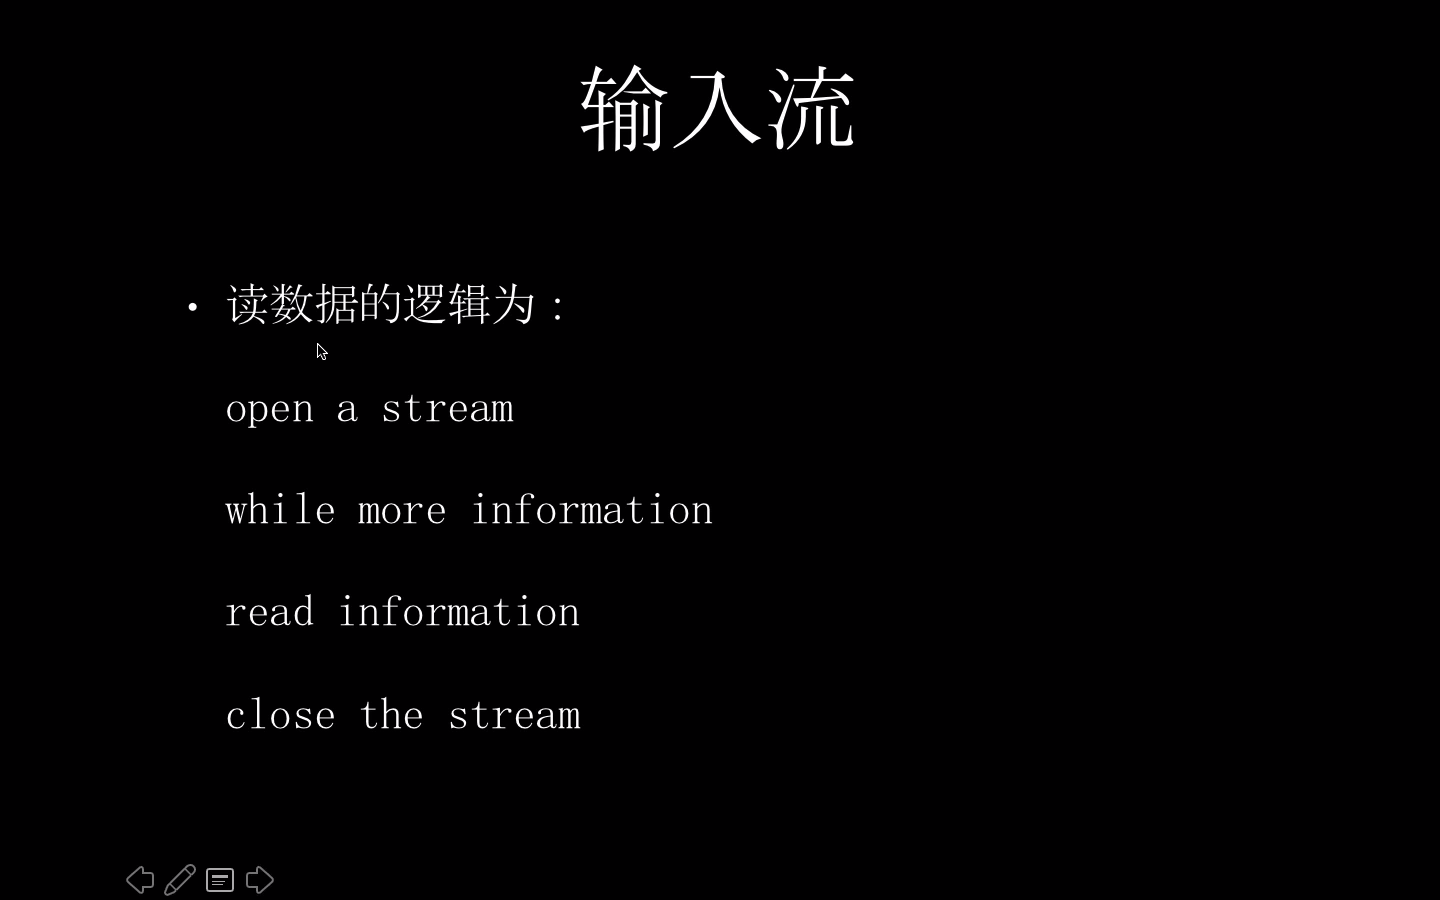 输入流
• 读数据的逻辑为：
open a stream
while more information
read information
close the stream